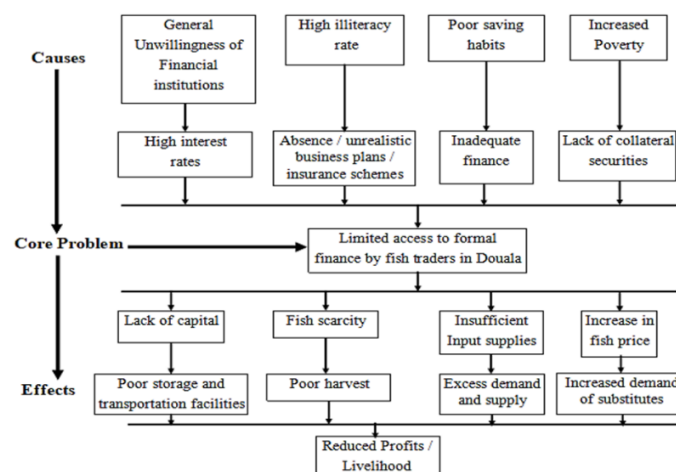 Causes
General
Unwillingness of
Financial
institutions
High illiteracy
rate
Poor saving
habits
Increased
Poverty
High interest
rates
Absence / unrealistic
business plans /
insurance schemes
Inadequate
finance
Lack of collateral
securities
Core Problem
Limited access to formal
finance by fish traders in Douala
Lack of capital
Fish scarcity
Insufficient
Input supplies
Increase in
fish price
Effects
Poor storage and
transportation facilities
Poor harvest
Excess demand
and supply
Increased demand
of substitutes
Reduced Profits /
Livelihood